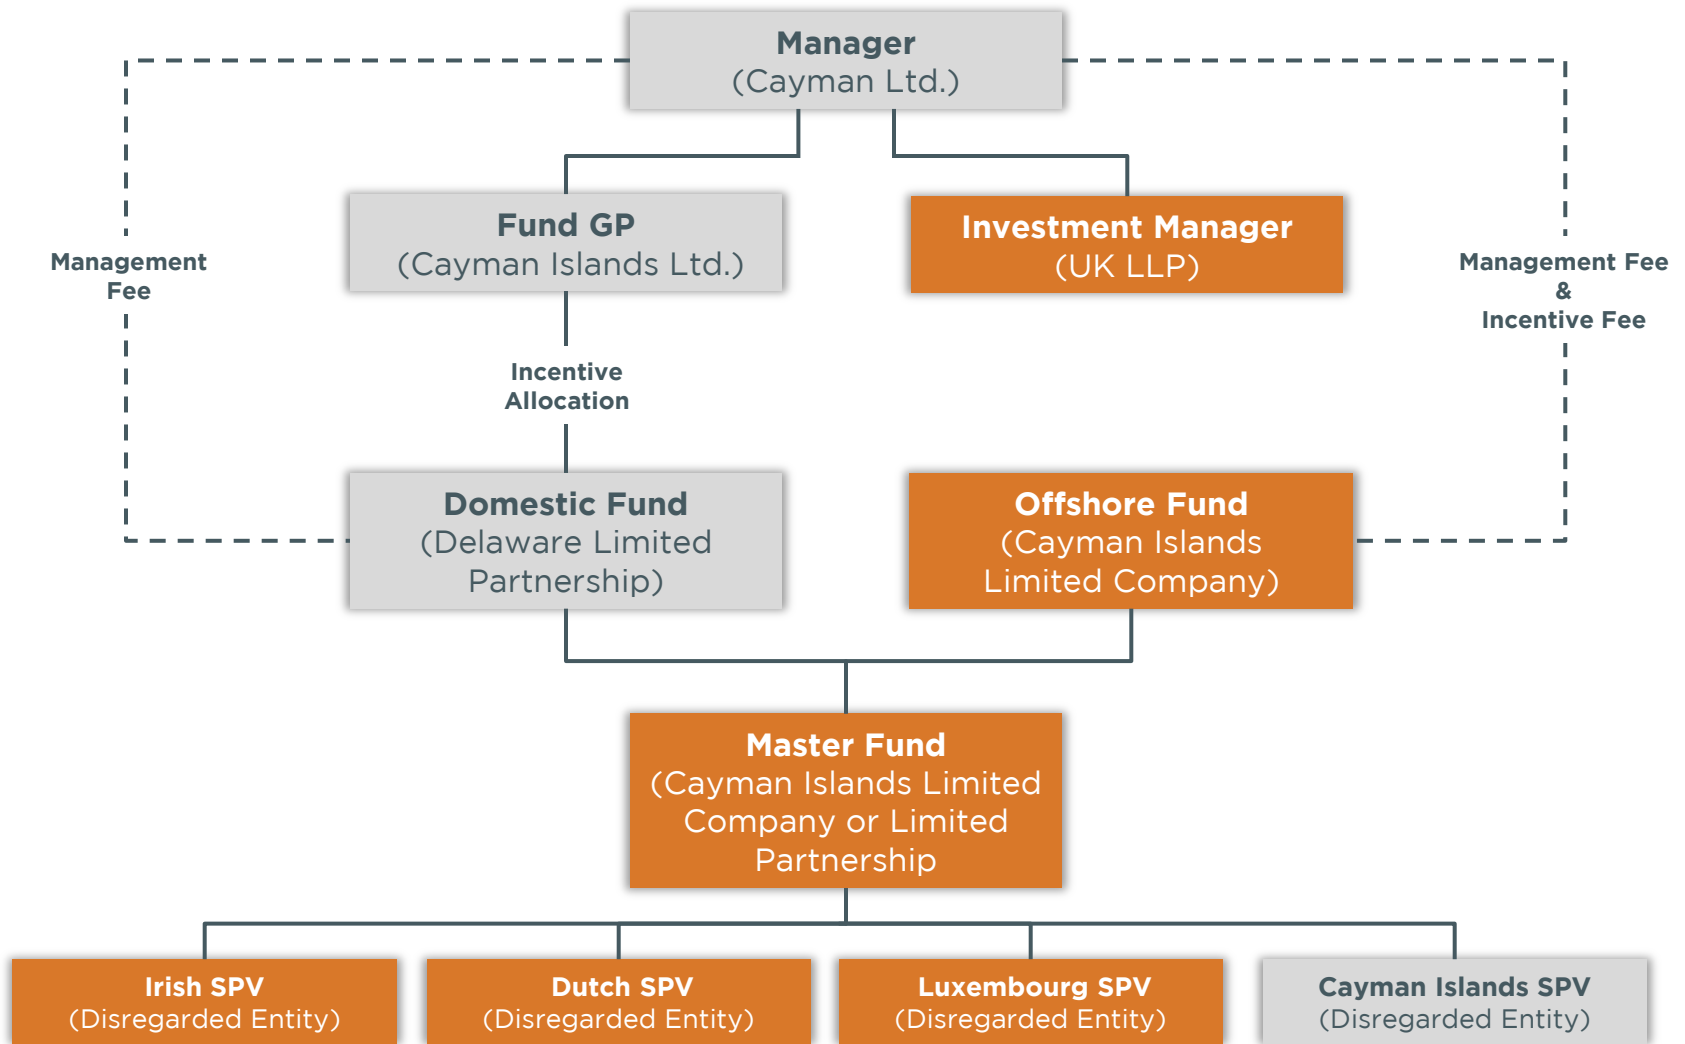 Manager
(Cayman Ltd.)
Fund GP
(Cayman Islands Ltd.)
Investment Manager
(UK LLP)
Management
Fee
Management Fee
&
Incentive Fee
Incentive
Allocation
Domestic Fund
(Delaware Limited
Partnership)
Offshore Fund
(Cayman Islands
Limited Company)
Master Fund
(Cayman Islands Limited
Company or Limited
Partnership
Irish SPV
(Disregarded Entity)
Dutch SPV
(Disregarded Entity)
Luxembourg SPV
(Disregarded Entity)
Cayman Islands SPV
(Disregarded Entity)